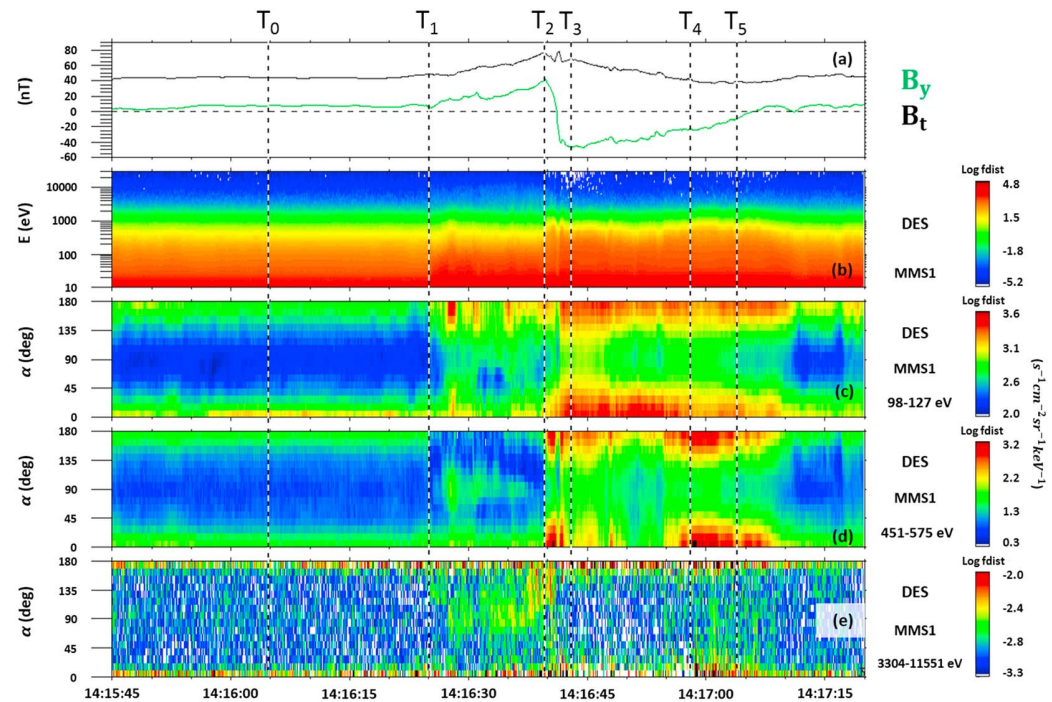 T0 T1 T2 T3 T4 T5
80
60
40
20
0
-20
-40
-60
(nT)
(a)
By
Bt
10000
1000
100
10
E (eV)
(b)
DES
MMS1
Log fdist
4.8
1.5
-1.8
-5.2
180
135
90
45
0
α (deg)
(c)
DES
MMS1
98-127 eV
Log fdist
3.6
3.1
2.6
2.0
(s⁻¹cm⁻²sr⁻¹keV⁻¹)
180
135
90
45
0
α (deg)
(d)
DES
MMS1
451-575 eV
Log fdist
3.2
2.2
1.3
0.3
180
135
90
45
0
α (deg)
(e)
DES
MMS1
3304-11551 eV
Log fdist
-2.0
-2.4
-2.8
-3.3
14:15:45 14:16:00 14:16:15 14:16:30 14:16:45 14:17:00 14:17:15